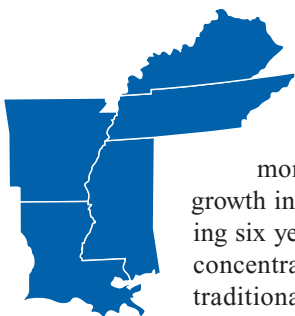 mor
growth in
ing six ye
concentra
traditiona